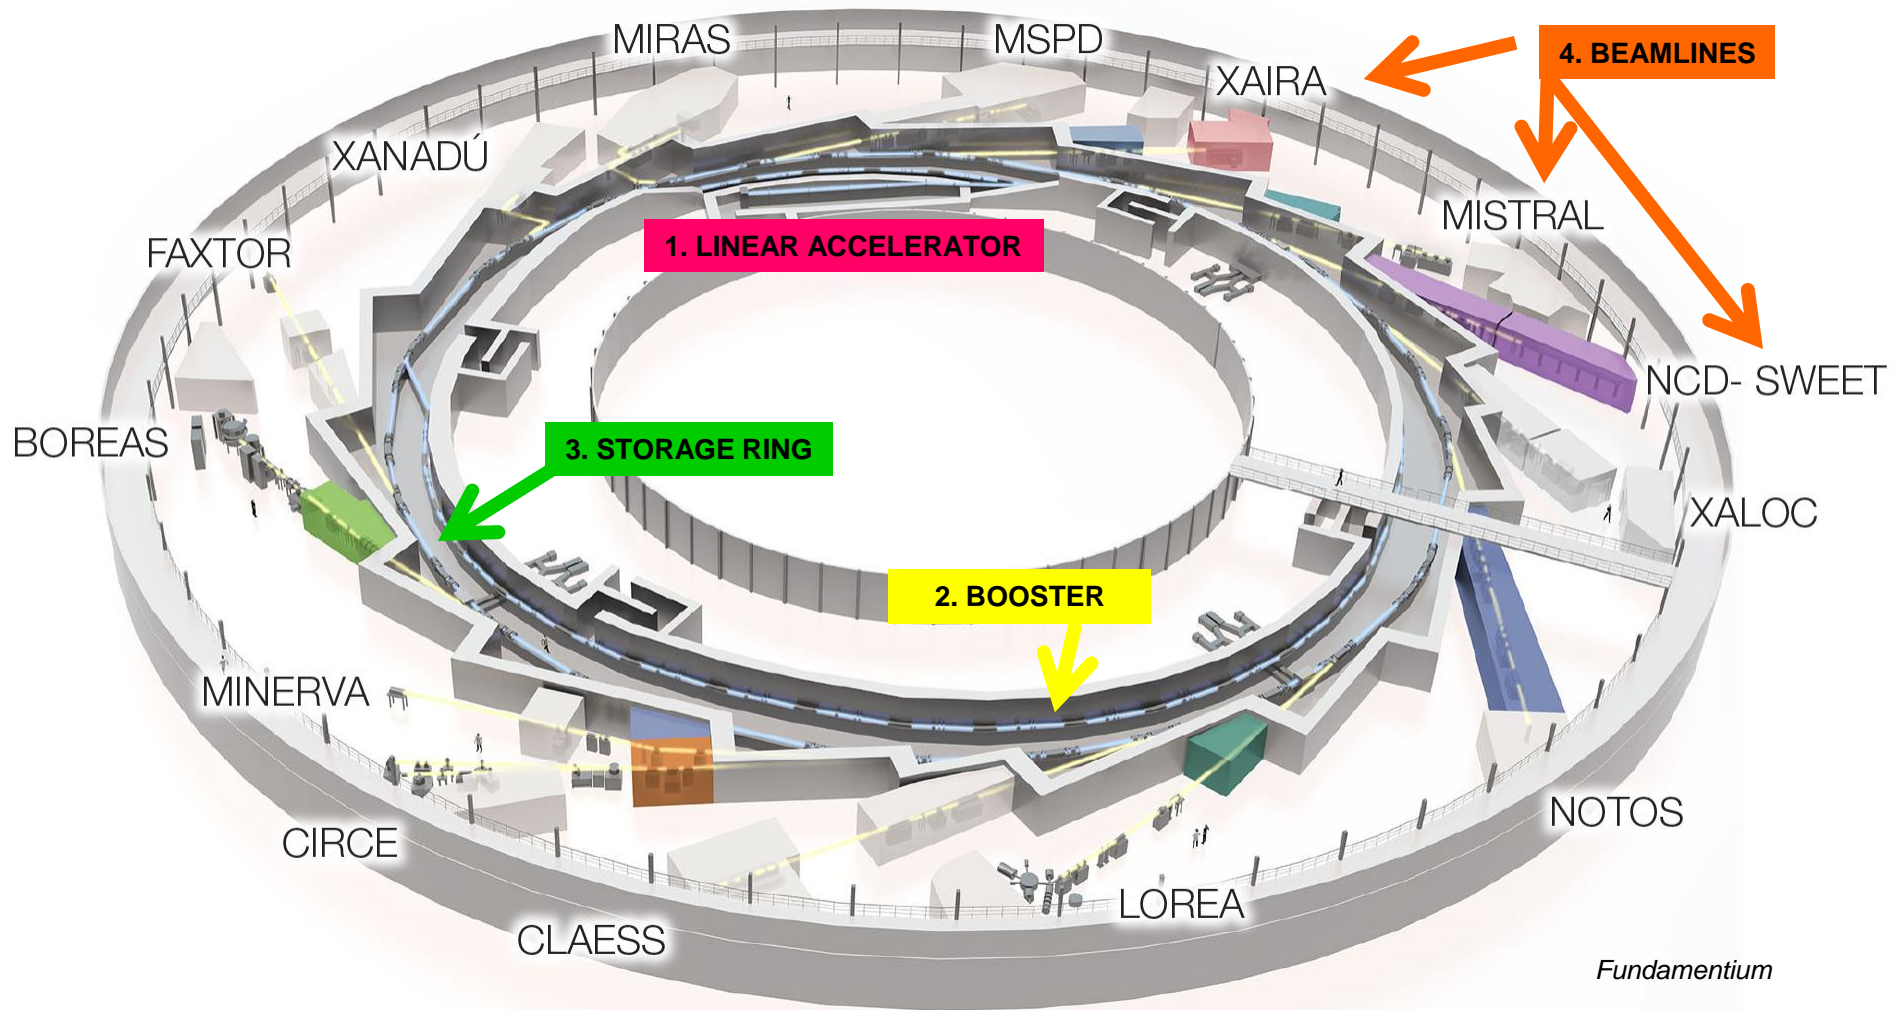 MIRAS
MSPD
4. BEAMLINES
XAIRA
XANADÚ
MISTRAL
1. LINEAR ACCELERATOR
FAXTOR
NCD- SWEET
BOREAS
3. STORAGE RING
XALOC
2. BOOSTER
MINERVA
NOTOS
CIRCE
LOREA
CLAESS
Fundamentium